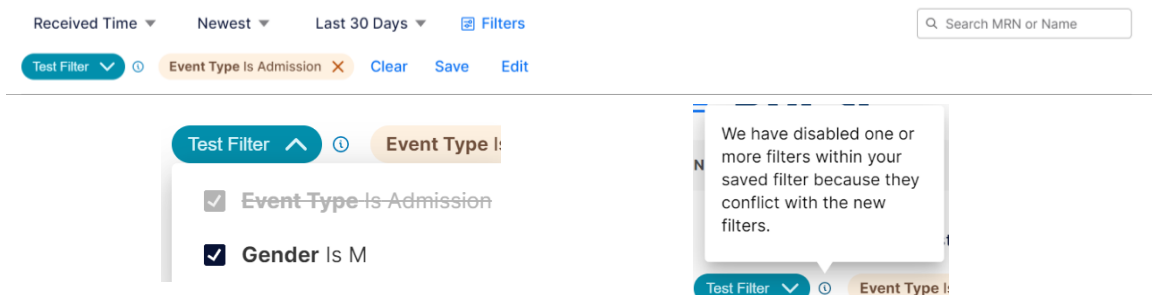 Received Time Newest Last 30 Days Filters Search MRN or Name
Test Filter Event Type Is Admission Clear Save Edit
Test Filter Event Type Is
Event Type Is Admission
Gender Is M
We have disabled one or
more filters within your
saved filter because they
conflict with the new
filters.
N
Test Filter Event Type Is